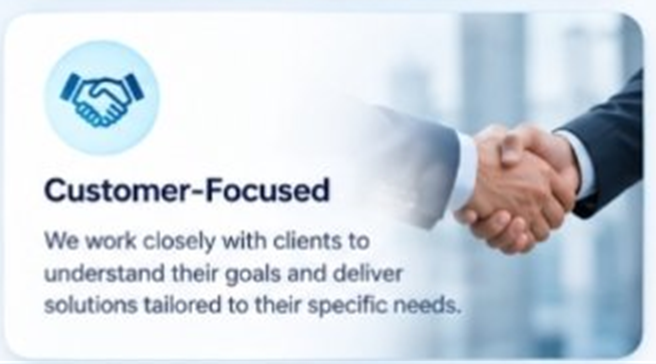 Customer-Focused
We work closely with clients to
understand their goals and deliver
solutions tailored to their specific needs.